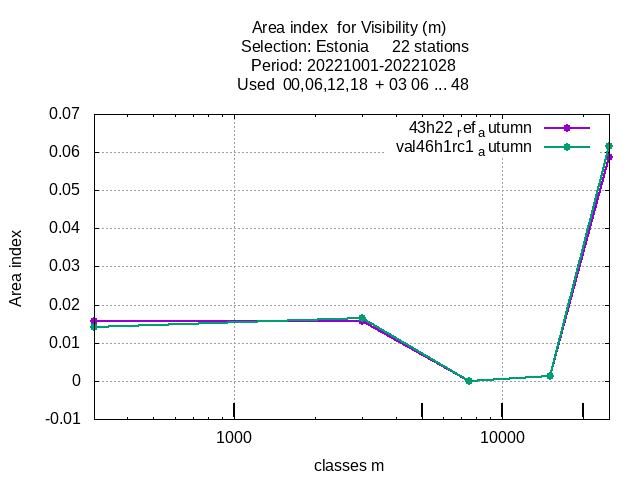 Area index  for Visibility (m)
Selection: Estonia     22 stations
Period: 20221001-20221028
Used  00,06,12,18  + 03 06 ... 48
0.07
0.06
0.05
0.04
0.03
0.02
0.01
0
-0.01
Area index
43h22ref autumn
val46h1rc1 autumn
1000
10000
classes m